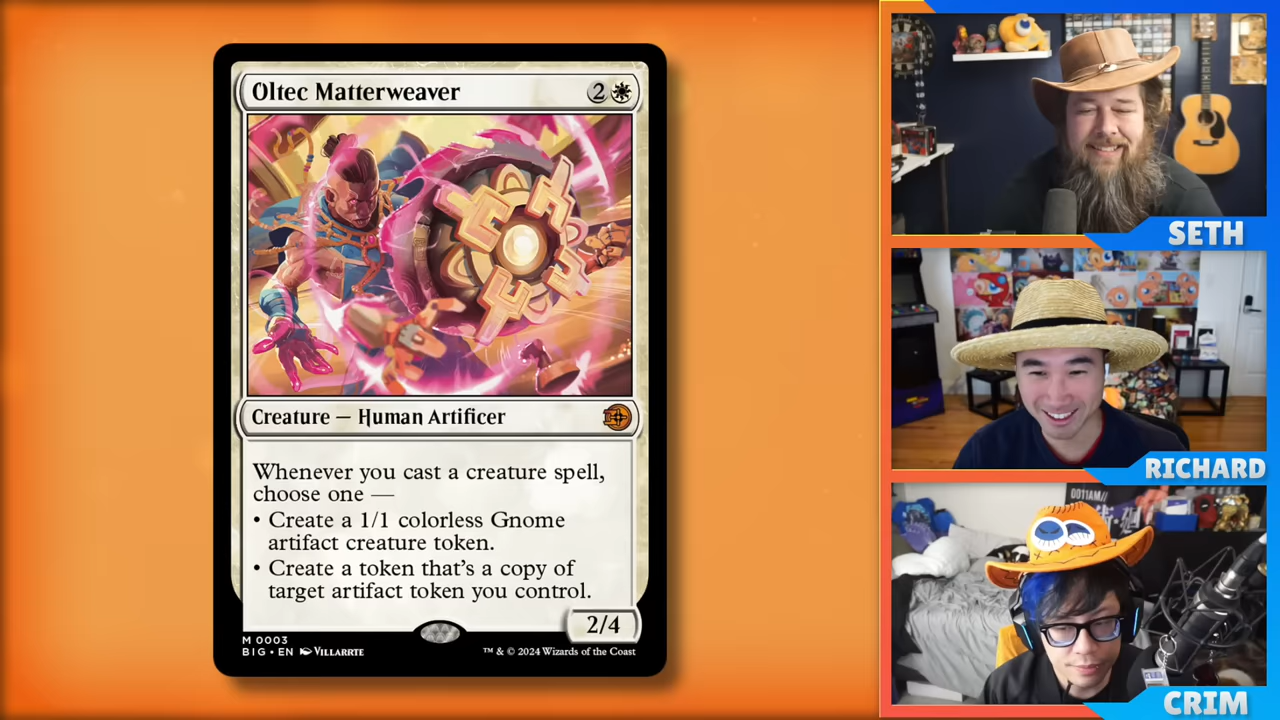 Oltec Matterweaver 2
Creature — Human Artificer
Whenever you cast a creature spell,
choose one —
• Create a 1/1 colorless Gnome
artifact creature token.
• Create a token that's a copy of
target artifact token you control.
2/4
M 0003
BIG • EN VILLARRTE
™ & © 2024 Wizards of the Coast
SETH
RICHARD
0011AM//
CRIM